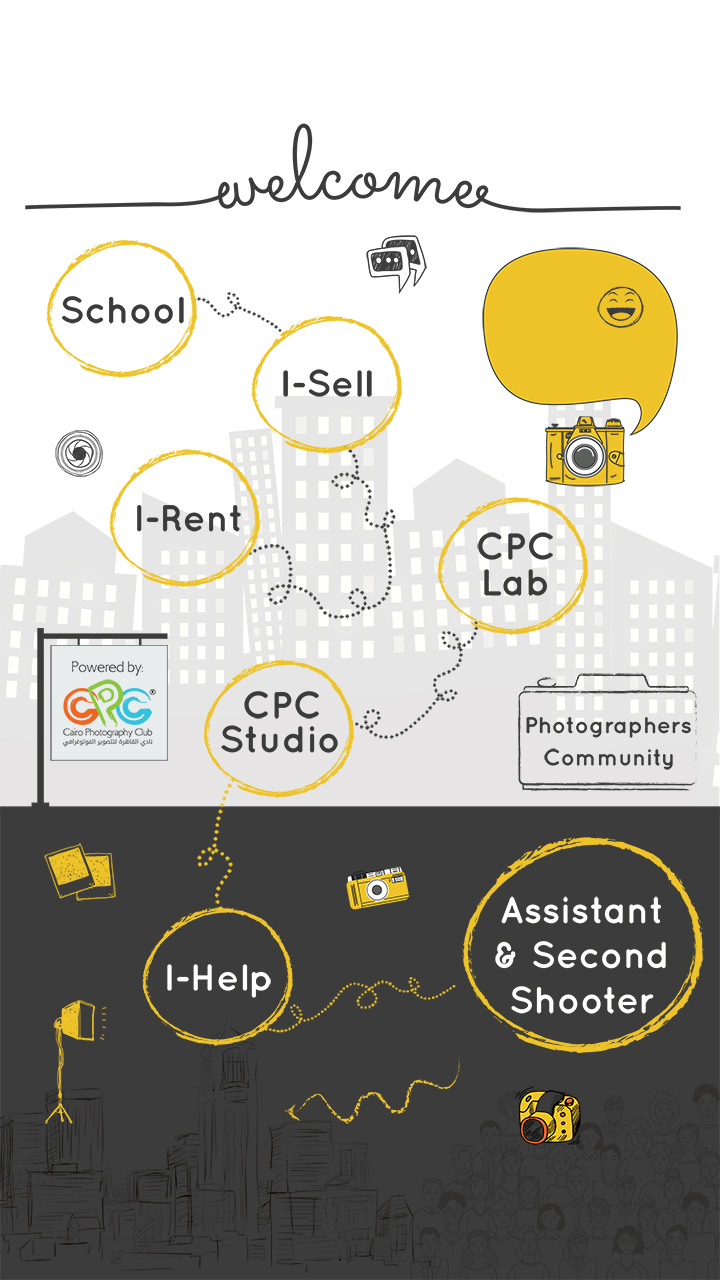 welcome
School
I-Sell
I-Rent
CPC
Lab
Powered by:
CPC®
Cairo Photography Club
نادي القاهرة للتصوير الفوتوغرافي
CPC
Studio
Photographers
Community
I-Help
Assistant
& Second
Shooter